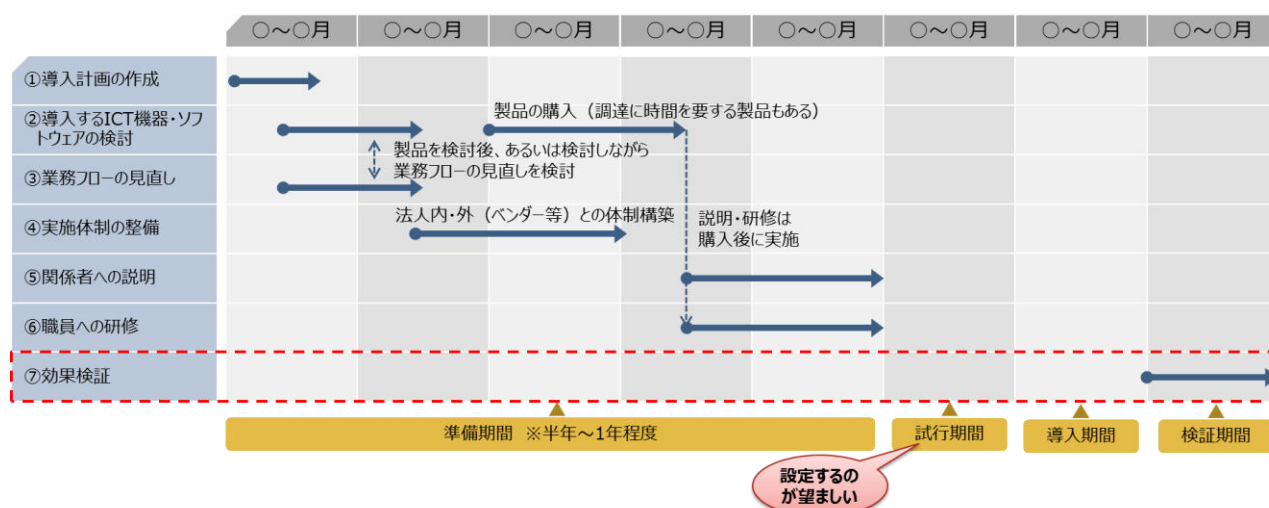 〇～〇月 〇～〇月 〇～〇月 〇～〇月 〇～〇月 〇～〇月 〇～〇月 〇～〇月
①導入計画の作成
②導入するICT機器・ソフ
トウェアの検討
製品の購入（調達に時間を要する製品もある）
製品を検討後、あるいは検討しながら
業務フローの見直しを検討
③業務フローの見直し
④実施体制の整備
法人内・外（ベンダー等）との体制構築
説明・研修は
購入後に実施
⑤関係者への説明
⑥職員への研修
⑦効果検証
準備期間 ※半年～1年程度
試行期間
導入期間
検証期間
設定するの
が望ましい